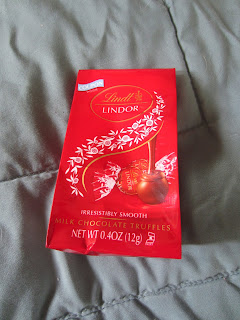 Lindt
LINDOR
IRRESISTIBLY SMOOTH
MILK CHOCOLATE TRUFFLES
NET WT 0.4OZ (12g)